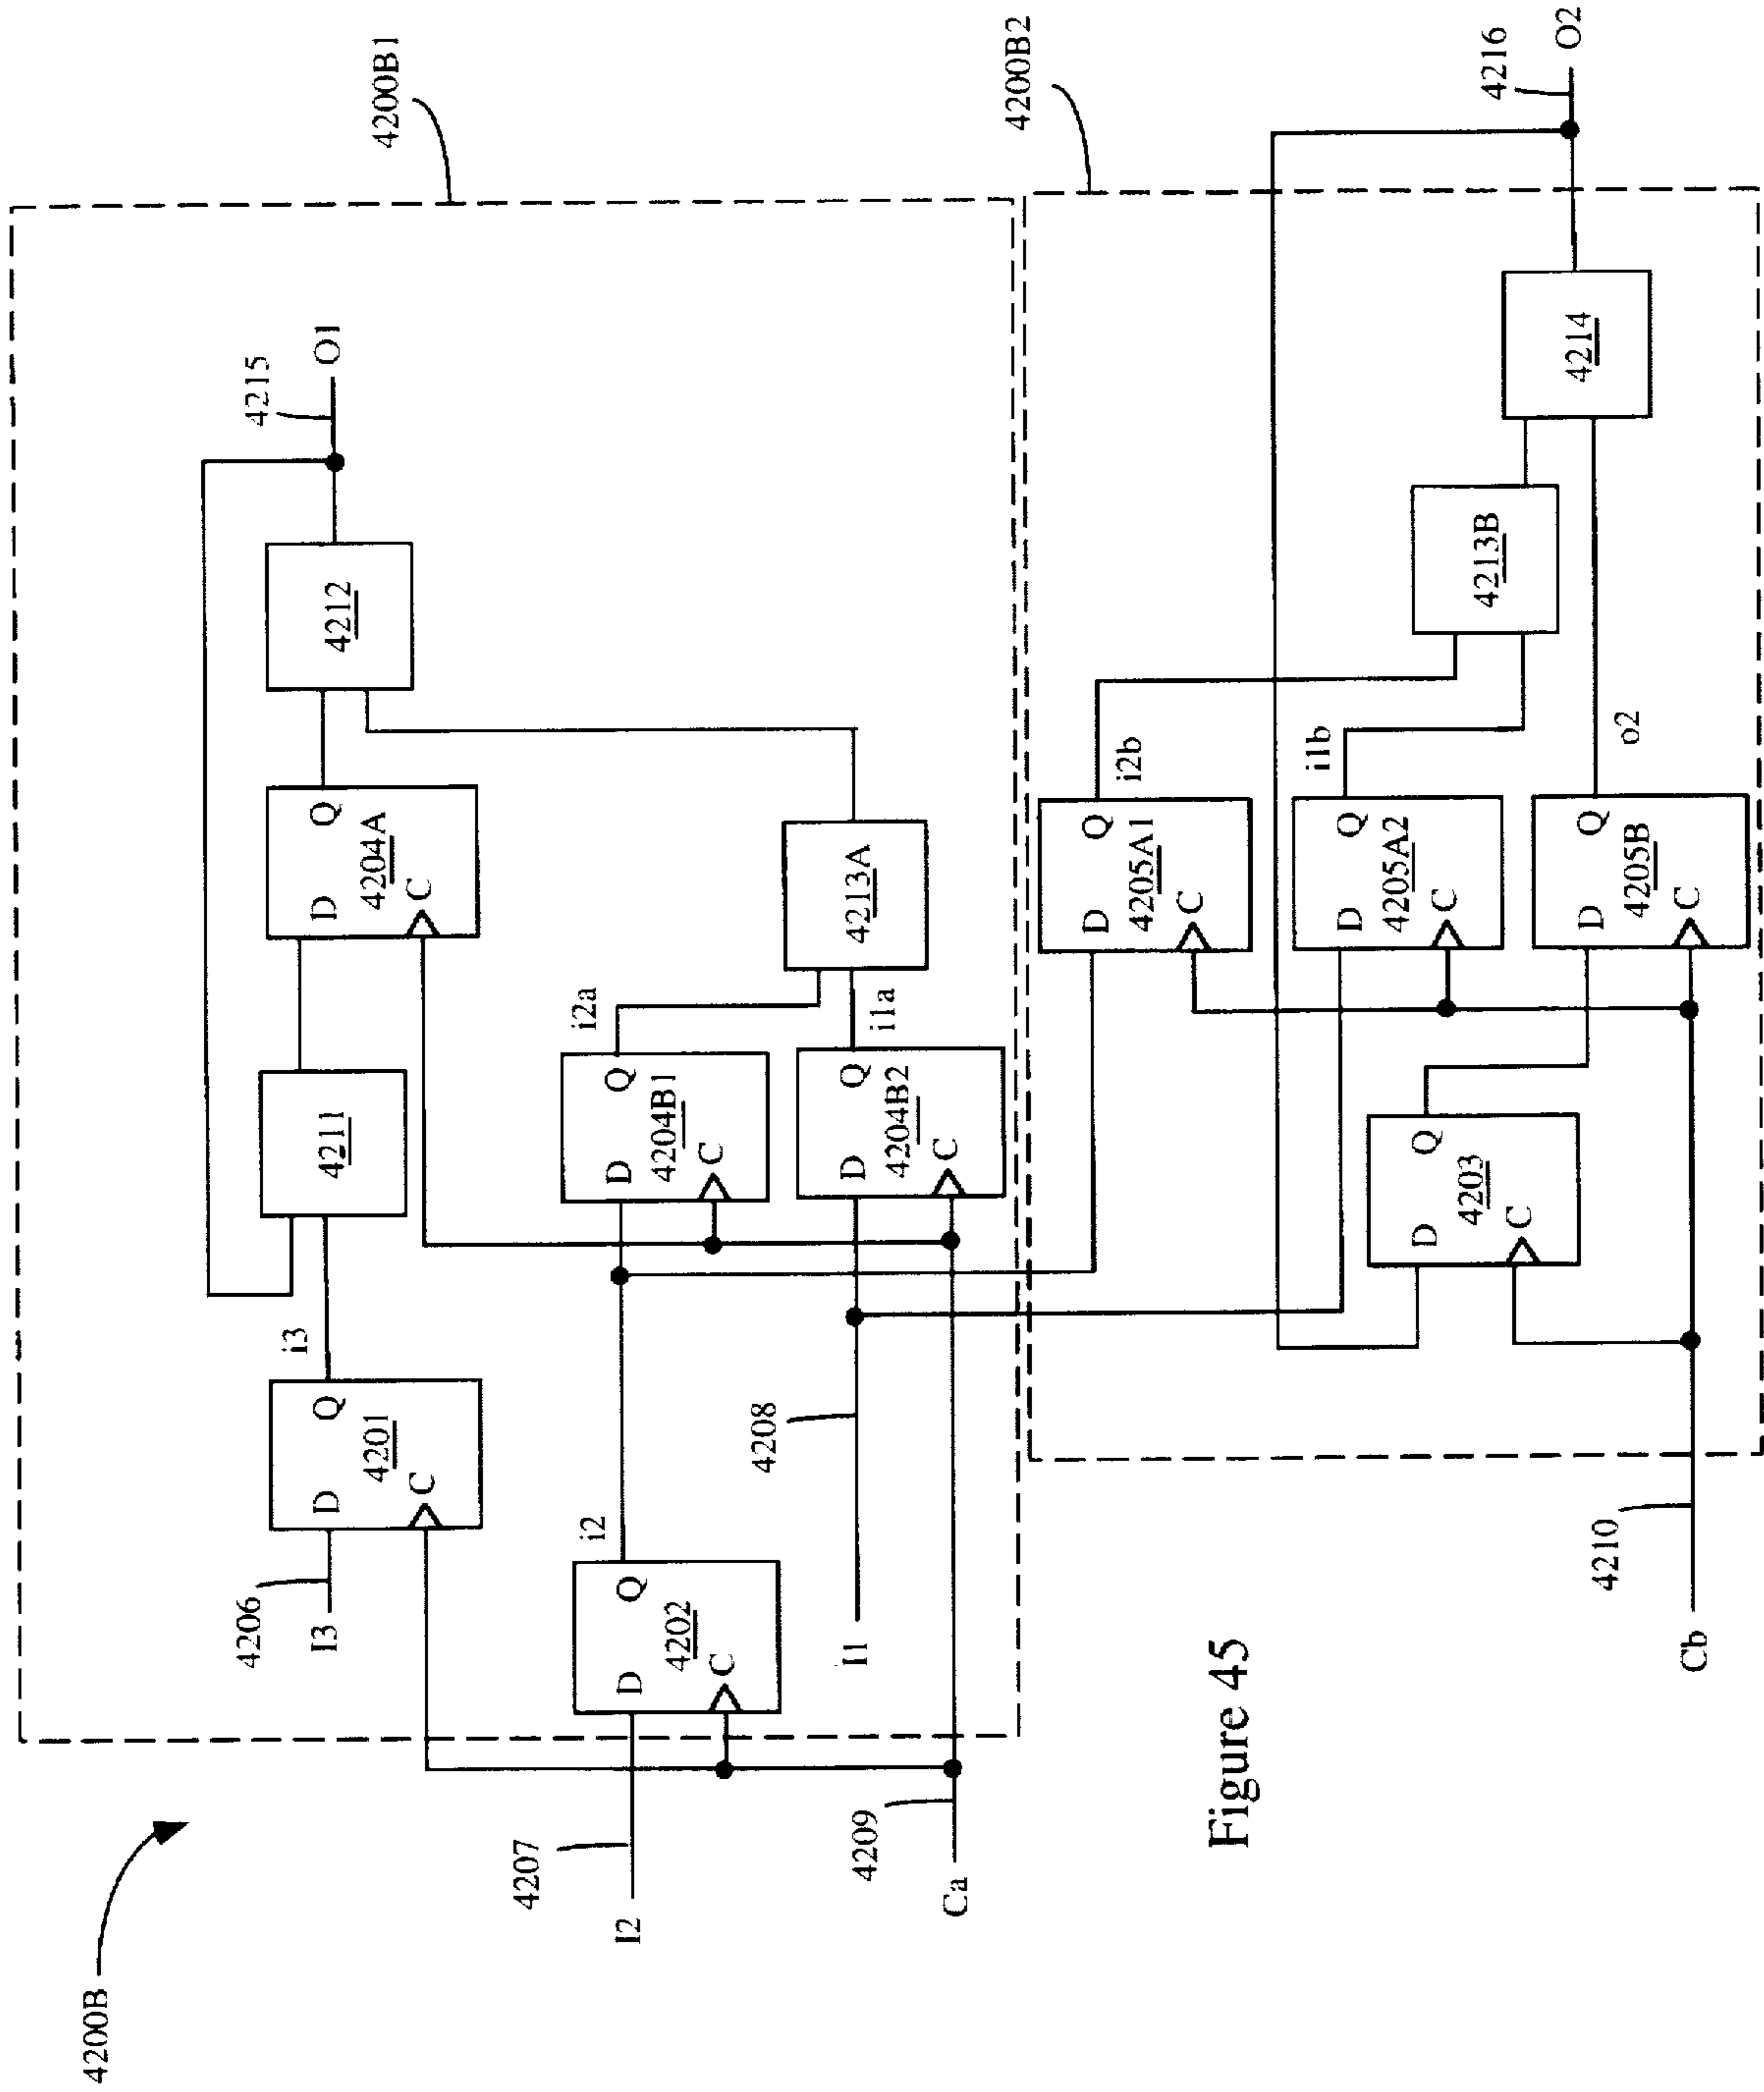 4200B
4200B1
4200B2
4206
I3
D
Q
4201
C
i3
4211
D
Q
4204A
C
4212
4215
O1
4207
I2
D
Q
4202
C
i2
D
Q
4204B1
C
i2a
4208
I1
D
Q
4204B2
C
i1a
4213A
4209
Ca
D
Q
4205A1
C
i2b
D
Q
4205A2
C
i1b
4213B
D
Q
4203
C
D
Q
4205B
C
o2
4214
4216
O2
4210
Cb
Figure 45